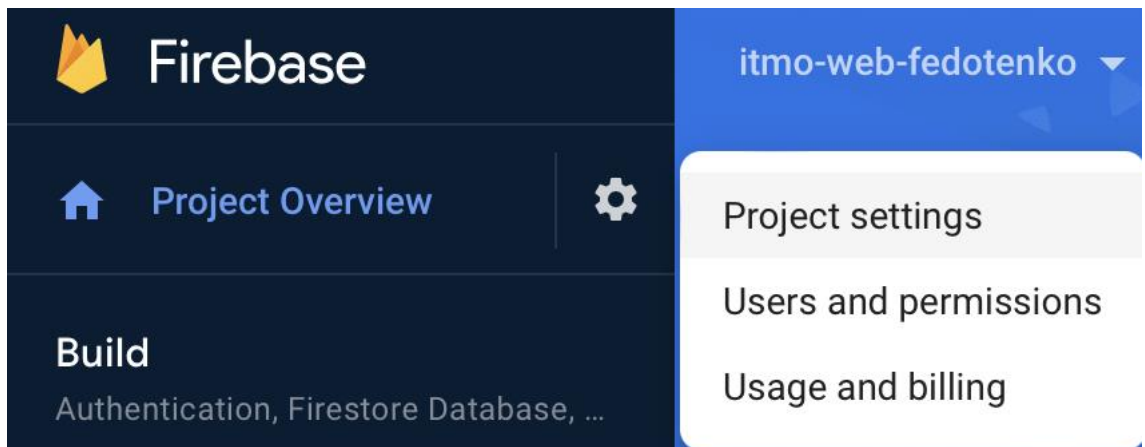 Firebase
itmo-web-fedotenko
Project Overview
Project settings
Users and permissions
Usage and billing
Build
Authentication, Firestore Database, ...